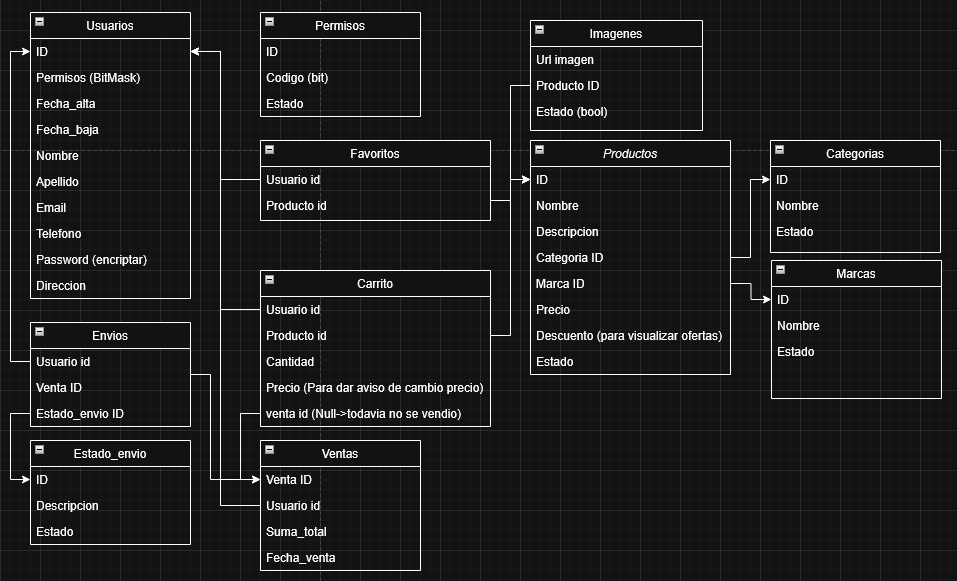 Usuarios
ID
Permisos (BitMask)
Fecha_alta
Fecha_baja
Nombre
Apellido
Email
Telefono
Password (encriptar)
Direccion
Permisos
ID
Codigo (bit)
Estado
Imagenes
Url imagen
Producto ID
Estado (bool)
Favoritos
Usuario id
Producto id
Productos
ID
Nombre
Descripcion
Categoria ID
Marca ID
Precio
Descuento (para visualizar ofertas)
Estado
Categorias
ID
Nombre
Estado
Marcas
ID
Nombre
Estado
Carrito
Usuario id
Producto id
Cantidad
Precio (Para dar aviso de cambio precio)
venta id (Null->todavia no se vendio)
Envios
Usuario id
Venta ID
Estado_envio ID
Estado_envio
ID
Descripcion
Estado
Ventas
Venta ID
Usuario id
Suma_total
Fecha_venta